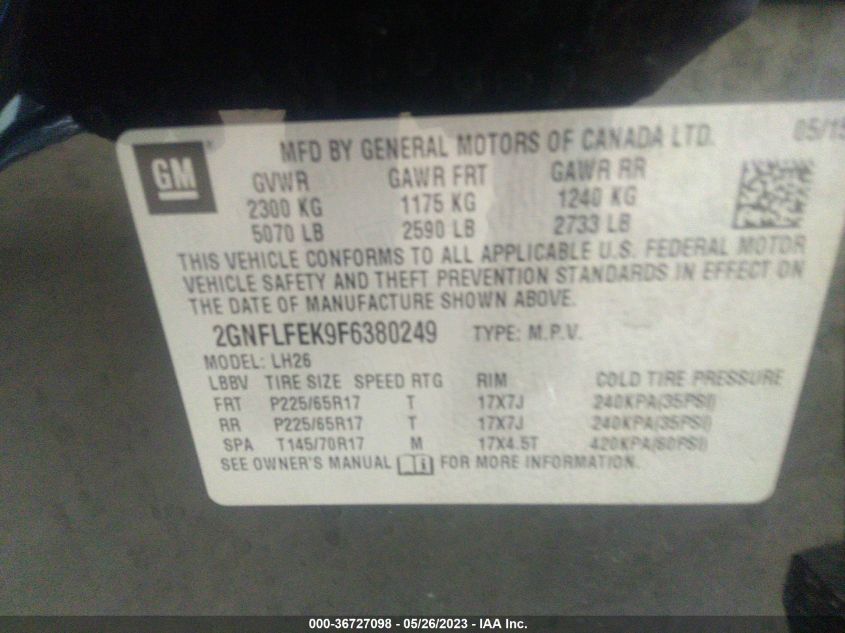 MFD BY GENERAL MOTORS OF CANADA LTD. 05/15
GM
GVWR GAWR FRT GAWR RR
2300 KG 1175 KG 1240 KG
5070 LB 2590 LB 2733 LB
THIS VEHICLE CONFORMS TO ALL APPLICABLE U.S. FEDERAL MOTOR
VEHICLE SAFETY AND THEFT PREVENTION STANDARDS IN EFFECT ON
THE DATE OF MANUFACTURE SHOWN ABOVE.
2GNFLFEK9F6380249 TYPE: M.P.V.
MODEL: LH26
LBBV TIRE SIZE SPEED RTG RIM COLD TIRE PRESSURE
FRT P225/65R17 T 17X7J 240KPA(35PSI)
RR P225/65R17 T 17X7J 240KPA(35PSI)
SPA T145/70R17 M 17X4.5T 420KPA(60PSI)
SEE OWNER'S MANUAL FOR MORE INFORMATION.
000-36727098 - 05/26/2023 - IAA Inc.